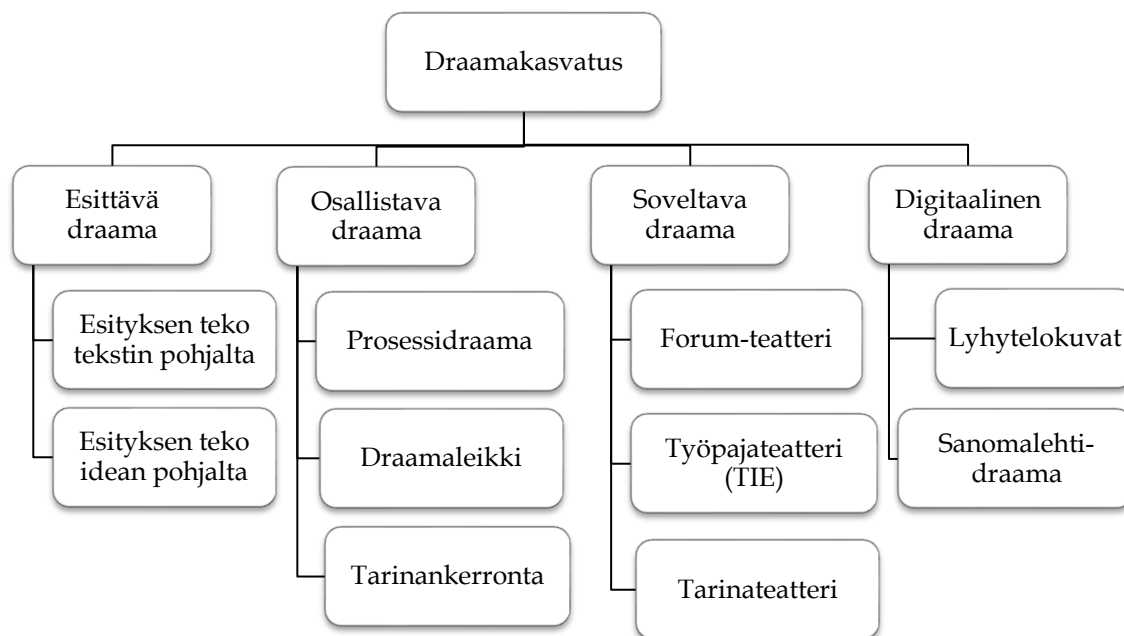 Draamakasvatus
Esittävä
draama
Osallistava
draama
Soveltava
draama
Digitaalinen
draama
Esityksen teko
tekstin pohjalta
Prosessidraama
Forum-teatteri
Lyhytelokuvat
Esityksen teko
idean pohjalta
Draamaleikki
Työpajateatteri
(TIE)
Sanomalehti-
draama
Tarinankerronta
Tarinateatteri